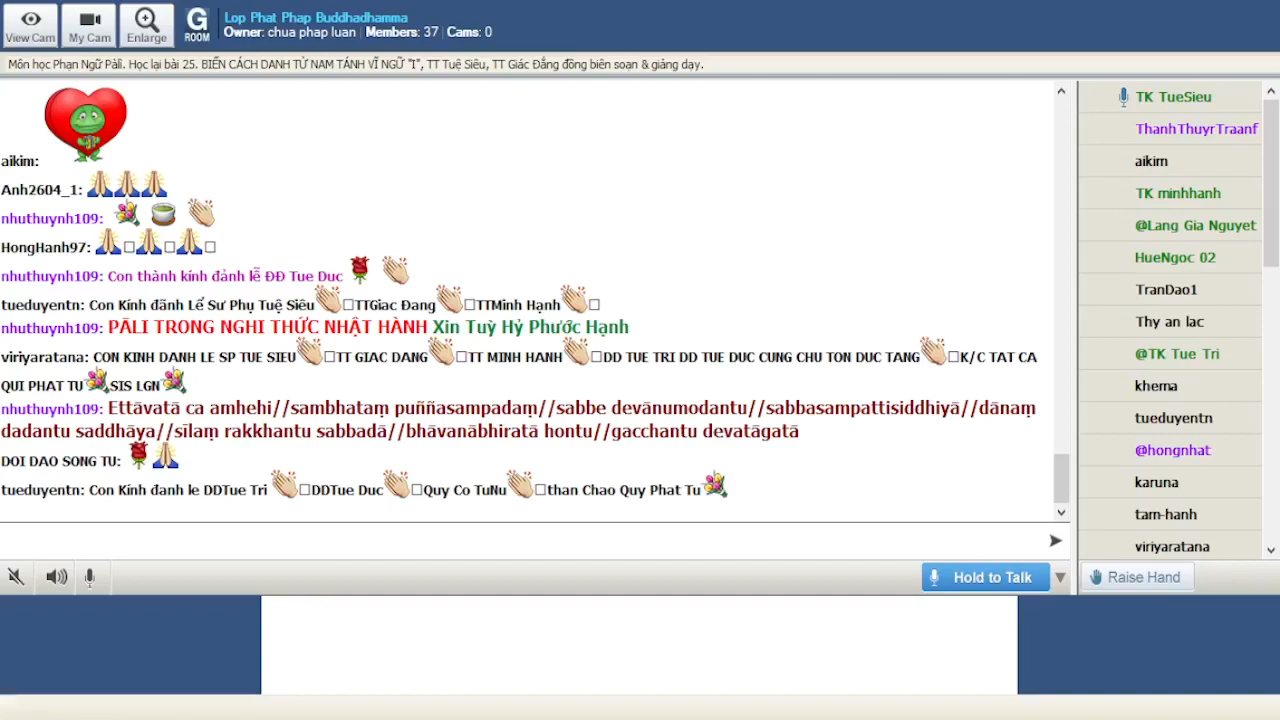 View Cam
My Cam
Enlarge
G
ROOM
Lop Phat Phap Buddhadhamma
Owner: chua phap luan | Members: 37 | Cams: 0
Môn học Phạn Ngữ Pàli. Học lại bài 25. BIẾN CÁCH DANH TỪ NAM TÁNH VĨ NGỮ "I", TT Tuệ Siêu, TT Giác Đẳng đồng biên soạn & giảng dạy.
aikim:
Anh2604_1:
nhuthuynh109:
HongHanh97:
nhuthuynh109: Con thành kính đảnh lễ ĐĐ Tue Duc
tueduyentn: Con Kính đãnh Lể Sư Phụ Tuệ Siêu TTGiac Đang TTMinh Hạnh
nhuthuynh109: PĀLI TRONG NGHI THỨC NHẬT HÀNH Xin Tuỳ Hỷ Phước Hạnh
viriyaratana: CON KINH DANH LE SP TUE SIEU TT GIAC DANG TT MINH HANH DD TUE TRI DD TUE DUC CUNG CHU TON DUC TANG K/C TAT CA
QUI PHAT TU SIS LGN
nhuthuynh109: Ettāvatā ca amhehi//sambhataṃ puññasampadaṃ//sabbe devānumodantu//sabbasampattisiddhiyā//dānaṃ
dadantu saddhāya//sīlaṃ rakkhantu sabbadā//bhāvanābhiratā hontu//gacchantu devatāgatā
DOI DAO SONG TU:
tueduyentn: Con Kính đanh le DDTue Tri DDTue Duc Quy Co TuNu than Chao Quy Phat Tu
Hold to Talk
TK TueSieu
ThanhThuyrTraanf
aikim
TK minhhanh
@Lang Gia Nguyet
HueNgoc 02
TranDao1
Thy an lac
@TK Tue Tri
khema
tueduyentn
@hongnhat
karuna
tam-hanh
viriyaratana
Raise Hand